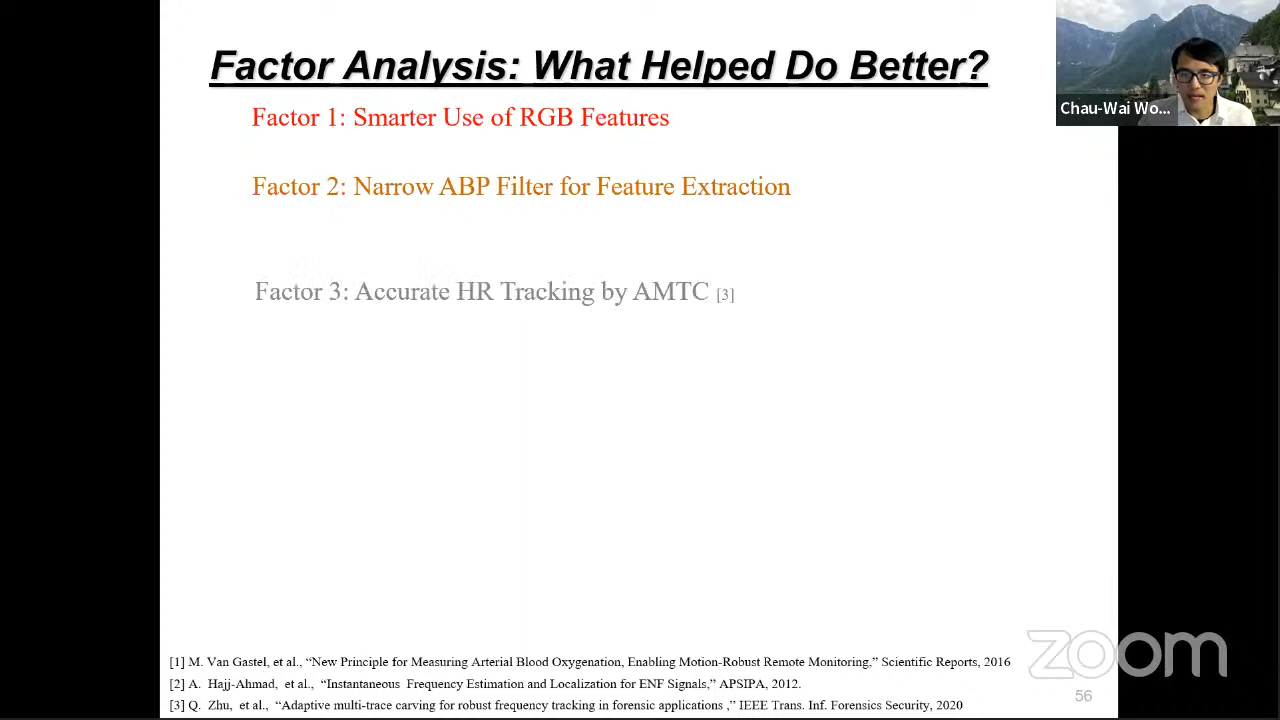 Factor Analysis: What Helped Do Better?
Chau-Wai Wo...
Factor 1: Smarter Use of RGB Features
Factor 2: Narrow ABP Filter for Feature Extraction
Factor 3: Accurate HR Tracking by AMTC [3]
[1] M. Van Gastel, et al., “New Principle for Measuring Arterial Blood Oxygenation, Enabling Motion-Robust Remote Monitoring,” Scientific Reports, 2016
[2] A. Hajj-Ahmad, et al., “Instantaneous Frequency Estimation and Localization for ENF Signals,” APSIPA, 2012.
[3] Q. Zhu, et al., “Adaptive multi-trace carving for robust frequency tracking in forensic applications ,” IEEE Trans. Inf. Forensics Security, 2020
zoom
56